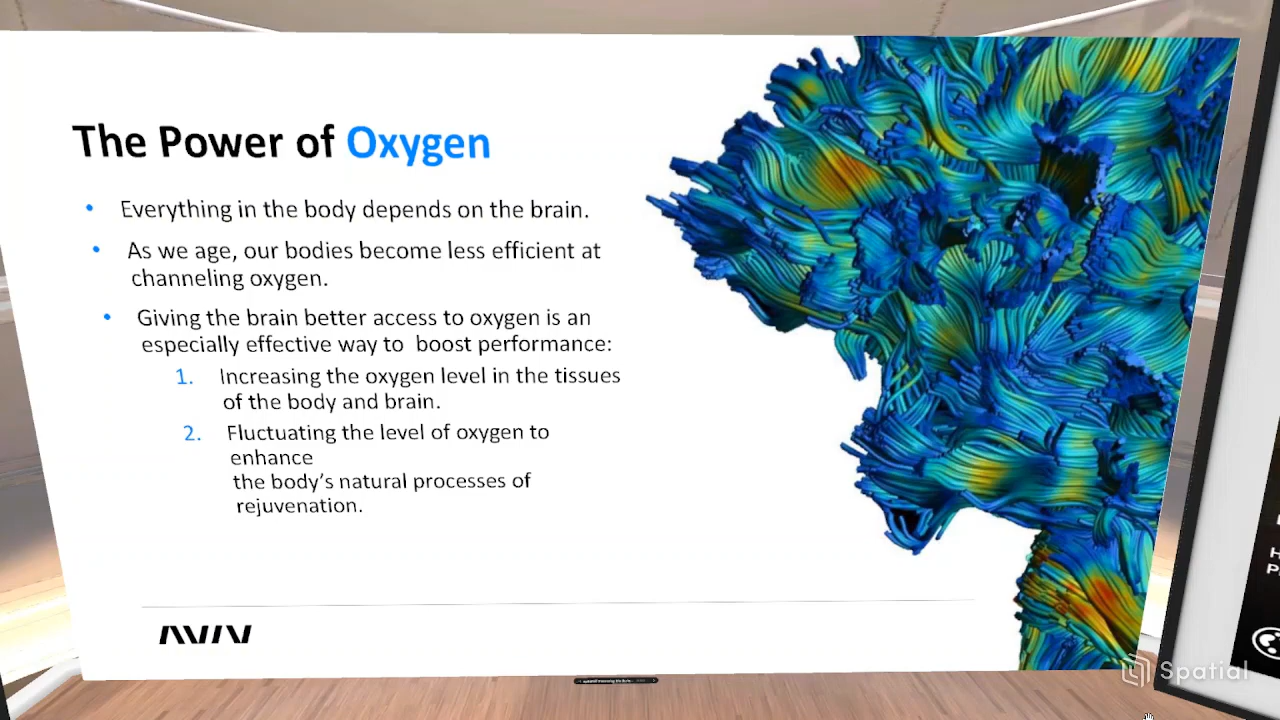 The Power of Oxygen
• Everything in the body depends on the brain.
• As we age, our bodies become less efficient at
channeling oxygen.
• Giving the brain better access to oxygen is an
especially effective way to boost performance:
1. Increasing the oxygen level in the tissues
of the body and brain.
2. Fluctuating the level of oxygen to
enhance
the body's natural processes of
rejuvenation.
AVIV
Spatial